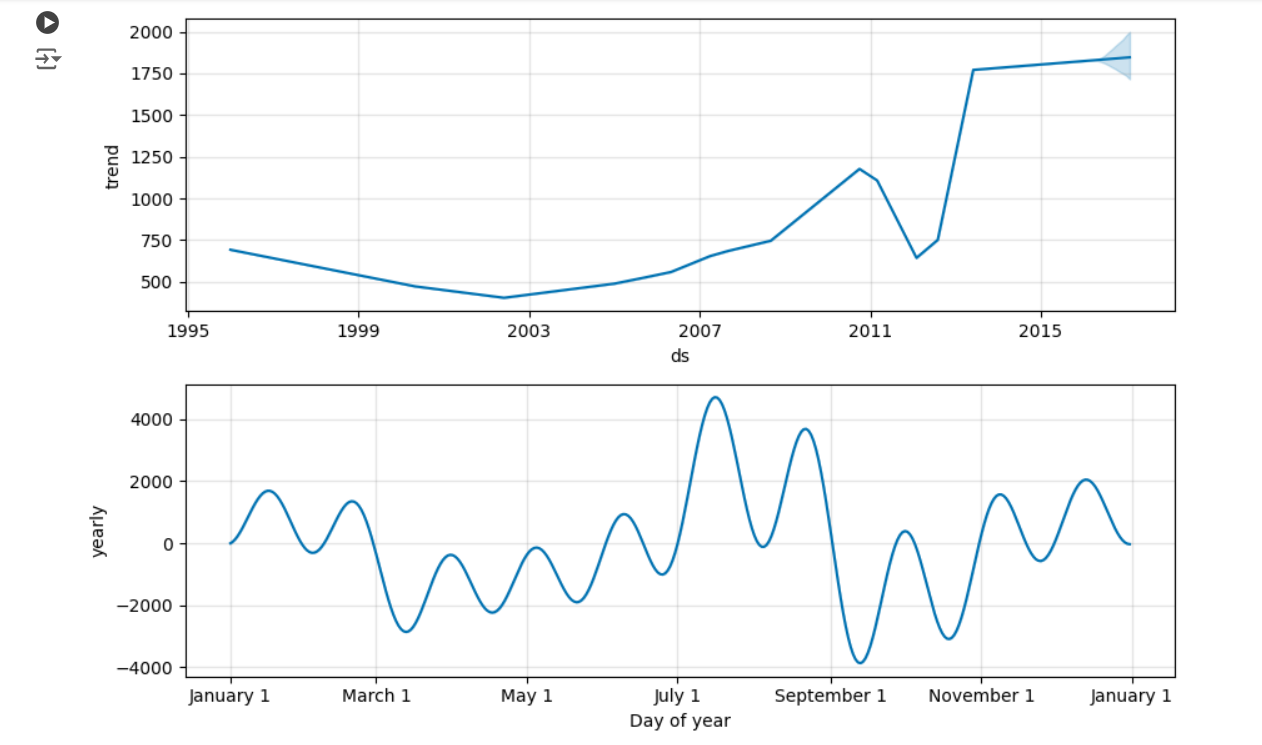 2000
1750
1500
1250
1000
750
500
trend
1995 1999 2003 2007 2011 2015
ds
4000
2000
0
−2000
−4000
yearly
January 1 March 1 May 1 July 1 September 1 November 1 January 1
Day of year